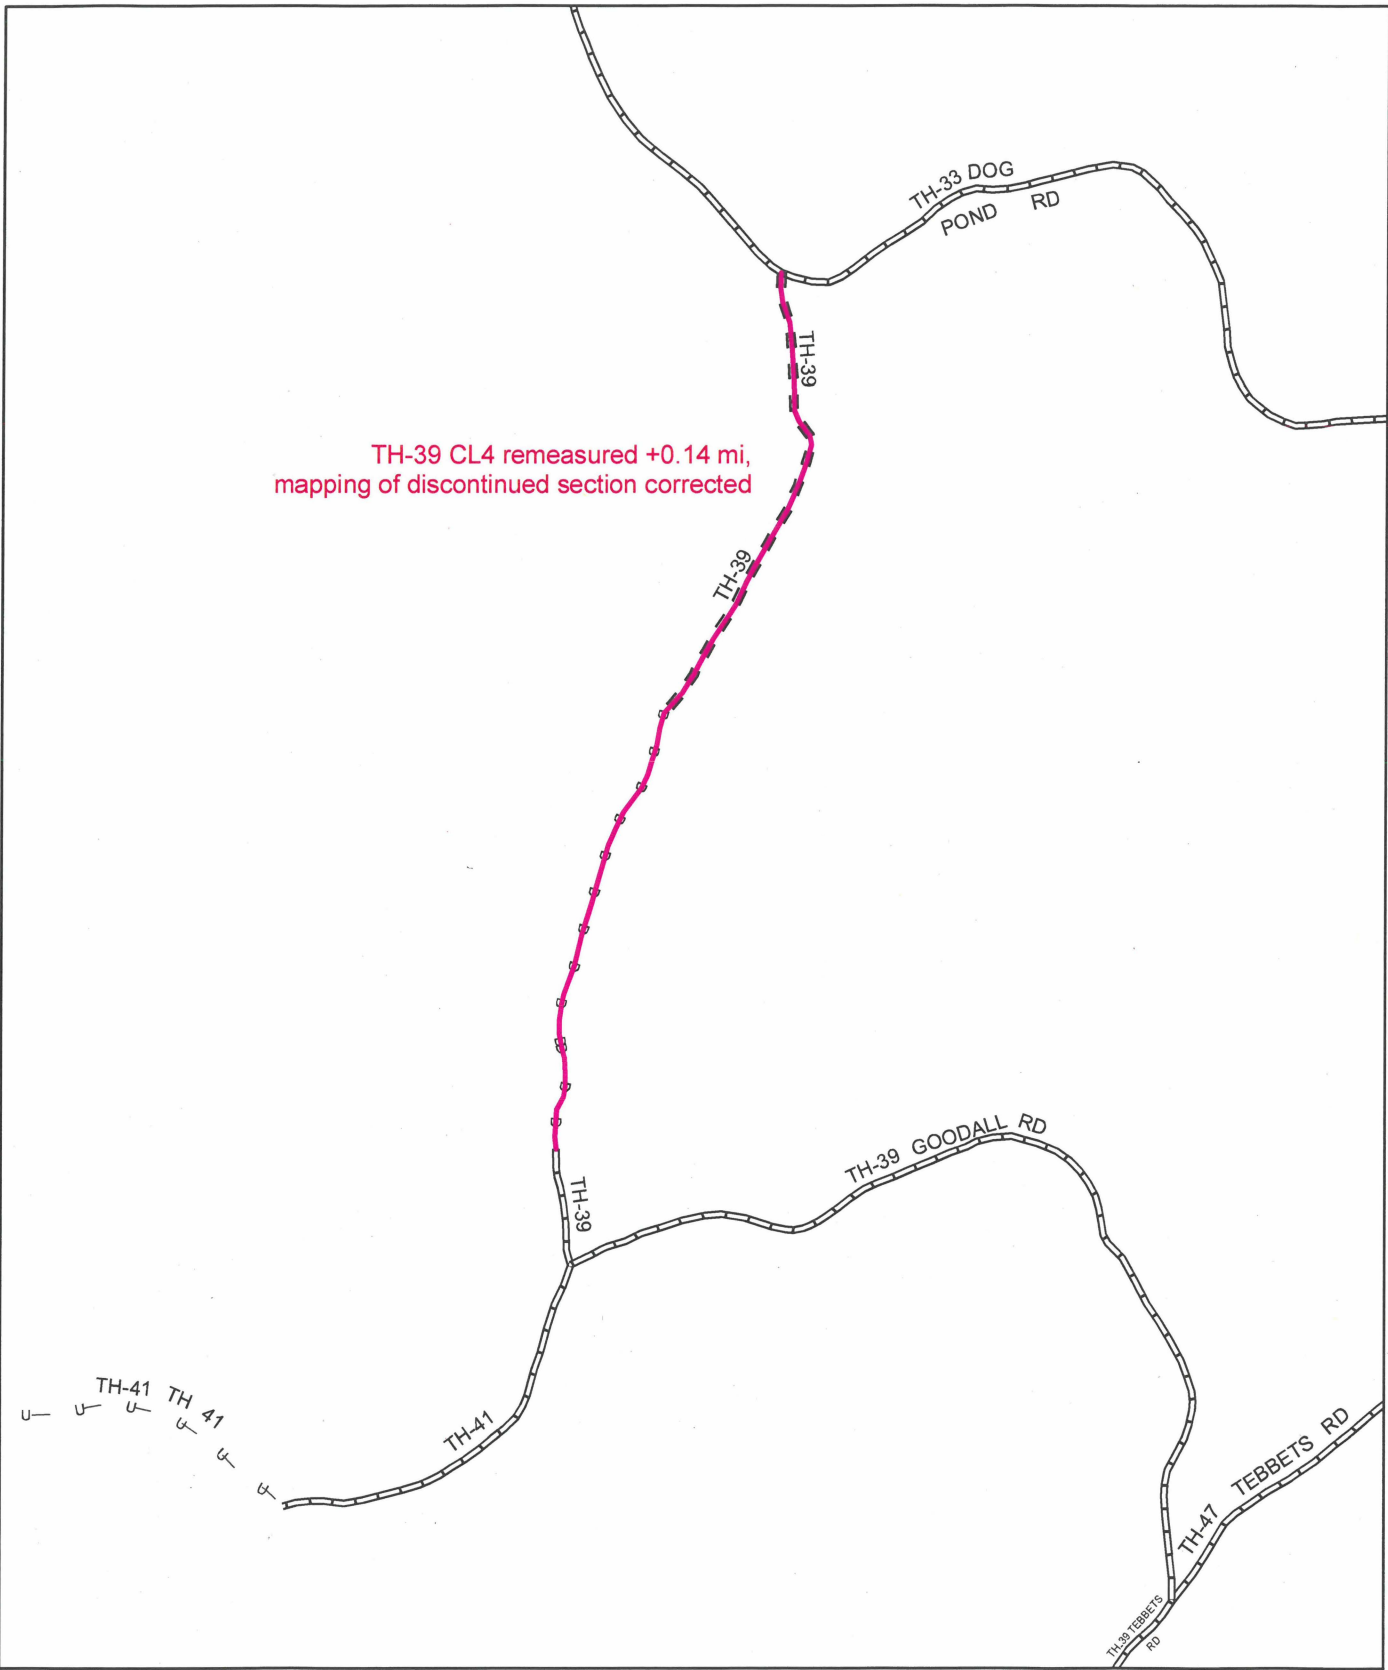 TH-33 DOG
POND RD
TH-39
TH-39 CL4 remeasured +0.14 mi,
mapping of discontinued section corrected
TH-39
TH-39 GOODALL RD
TH-39
TH-41 TH 41
TH-41
TH-47 TEBBETS RD
TH-39 TEBBETS
RD